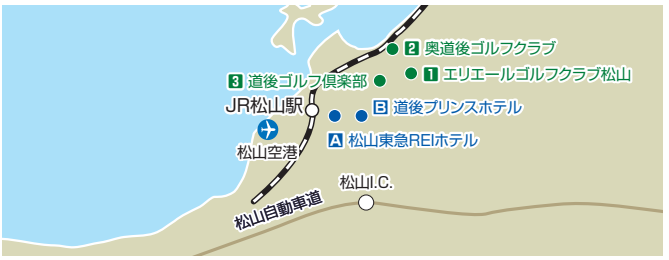 2 奥道後ゴルフクラブ
1 エリエールゴルフクラブ松山
3 道後ゴルフ倶楽部
JR松山駅
B 道後プリンスホテル
A 松山東急REIホテル
松山空港
松山I.C.
松山自動車道